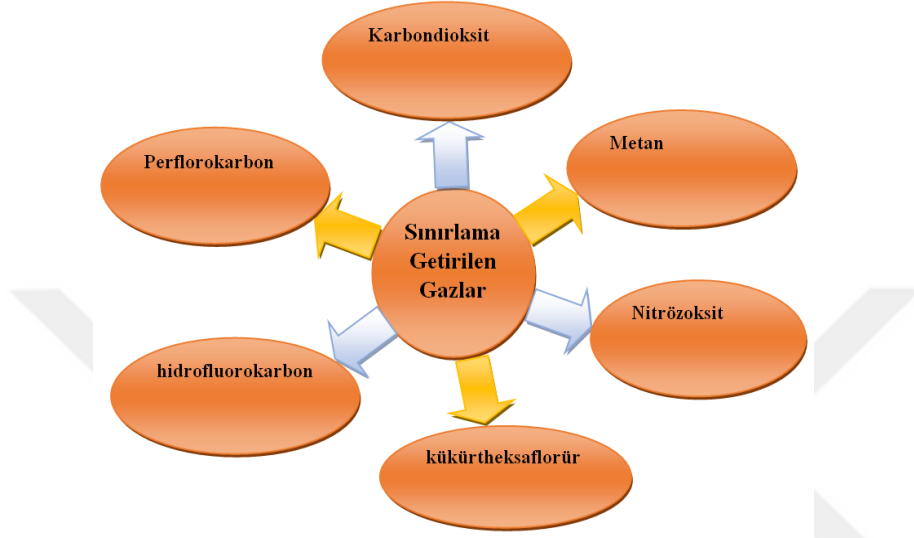 Karbondioksit
Metan
Perflorokarbon
Sınırlama
Getirilen
Gazlar
Nitrözoksit
hidrofluorokarbon
kükürtheksaflorür